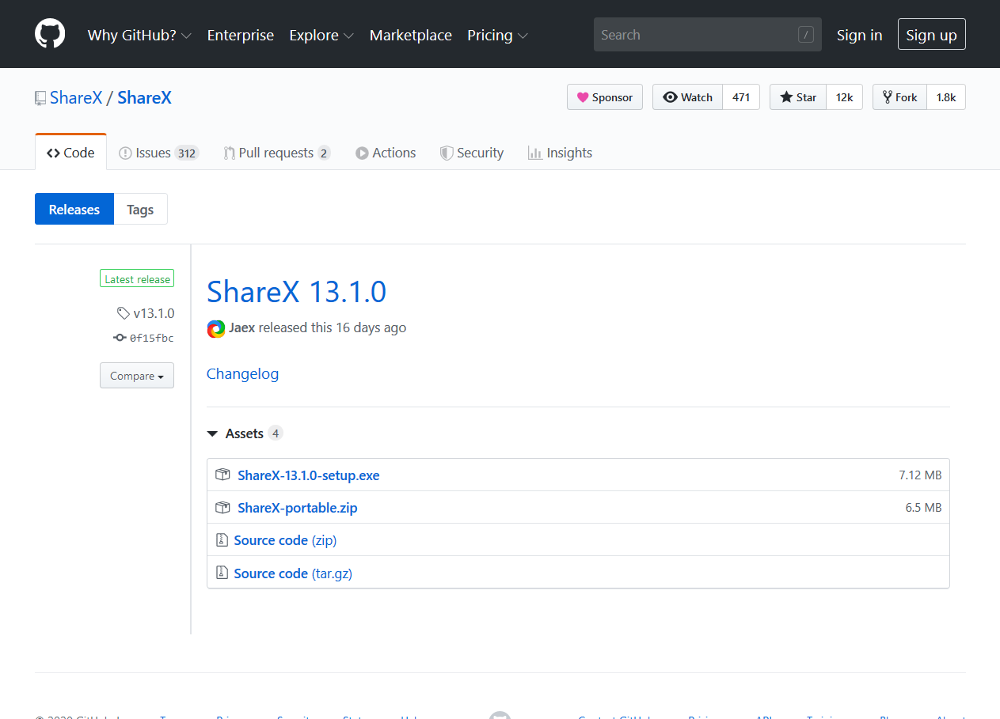 Why GitHub? Enterprise Explore Marketplace Pricing Search / Sign in Sign up
ShareX / ShareX Sponsor Watch 471 Star 12k Fork 1.8k
Code Issues 312 Pull requests 2 Actions Security Insights
Releases Tags
Latest release
v13.1.0
0f15fbc
Compare
ShareX 13.1.0
Jaex released this 16 days ago
Changelog
Assets 4
ShareX-13.1.0-setup.exe 7.12 MB
ShareX-portable.zip 6.5 MB
Source code (zip)
Source code (tar.gz)